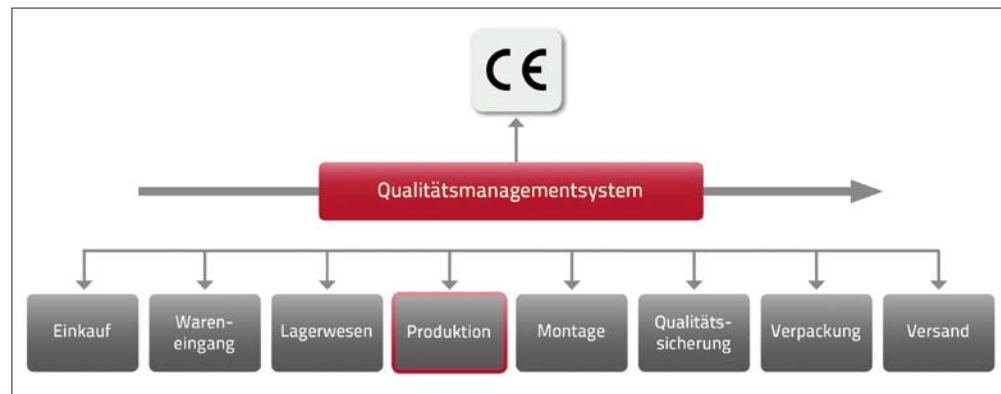 CE
Qualitätsmanagementsystem
Einkauf
Waren-
eingang
Lagerwesen
Produktion
Montage
Qualitäts-
sicherung
Verpackung
Versand